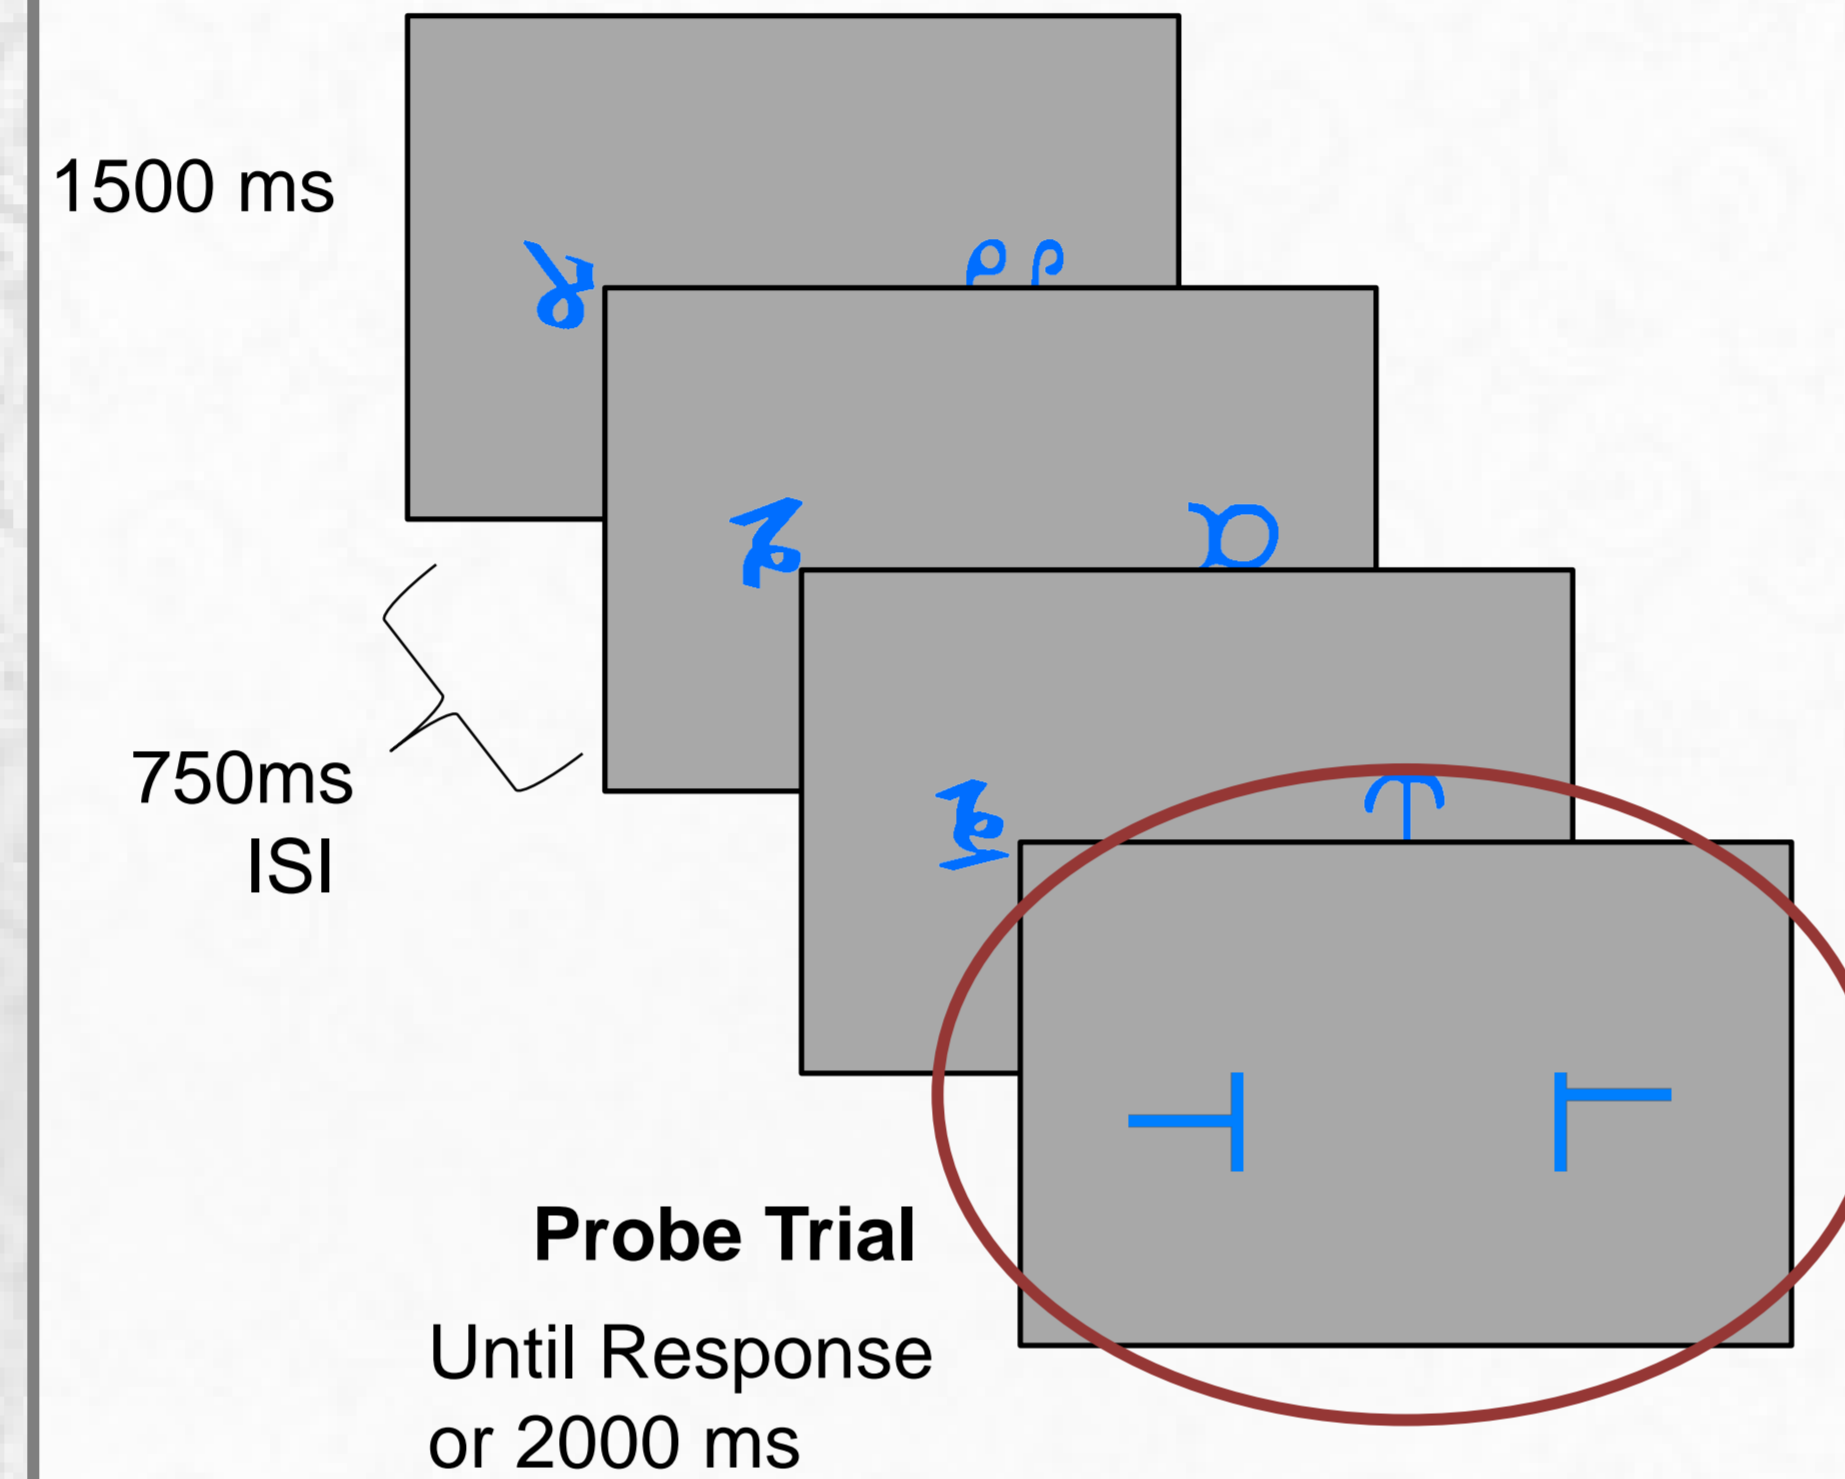 1500 ms
750ms
ISI
Probe Trial
Until Response
or 2000 ms